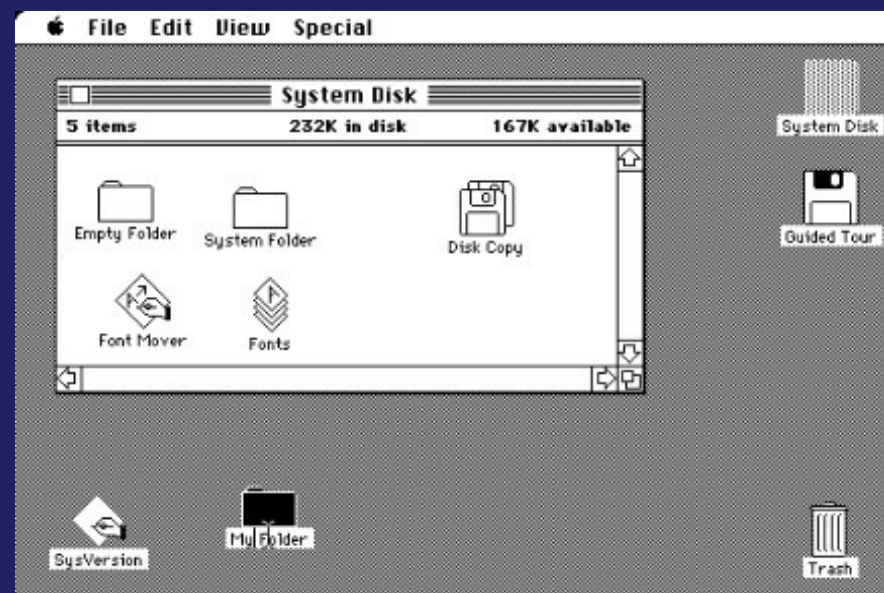 File Edit View Special
System Disk
5 items 232K in disk 167K available
Empty Folder System Folder Disk Copy
Font Mover Fonts
System Disk
Guided Tour
SysVersion My Folder Trash